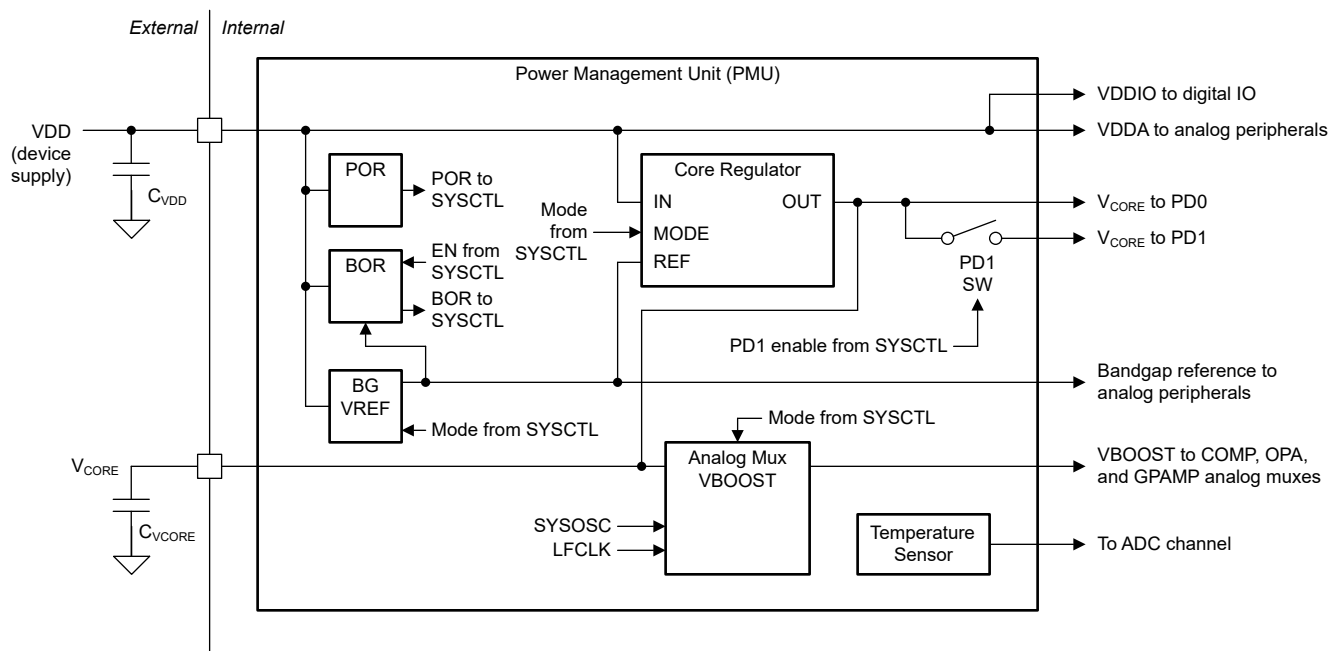 External
Internal
Power Management Unit (PMU)
VDDIO to digital IO
VDD
(device
supply)
VDDA to analog peripherals
C_VDD
POR
POR to
SYSCTL
Core Regulator
IN
OUT
MODE
REF
Mode
from
SYSCTL
V_CORE to PD0
V_CORE to PD1
BOR
EN from
SYSCTL
BOR to
SYSCTL
PD1
SW
PD1 enable from SYSCTL
BG
VREF
Mode from SYSCTL
Bandgap reference to
analog peripherals
Mode from SYSCTL
V_CORE
C_VCORE
Analog Mux
VBOOST
VBOOST to COMP, OPA,
and GPAMP analog muxes
SYSOSC
LFCLK
Temperature
Sensor
To ADC channel